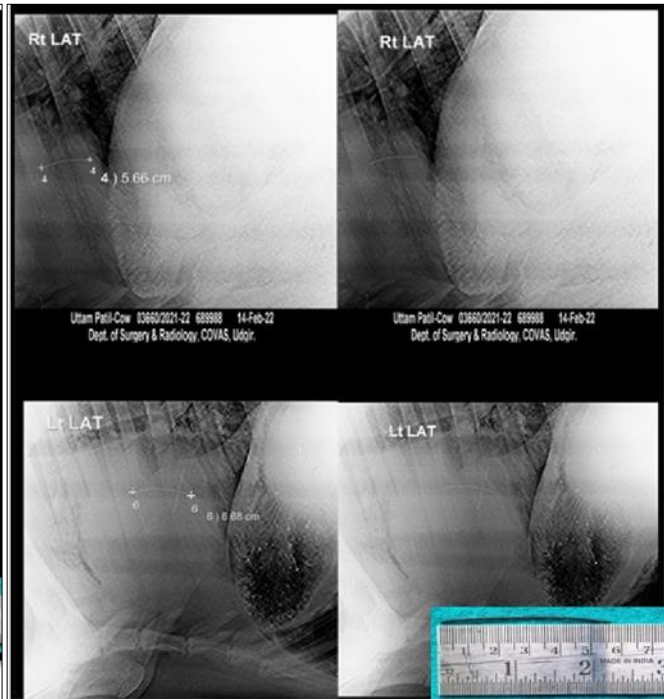 Rt LAT
Rt LAT
4
4
4.) 5.66 cm
Uttam Patil-Cow 03660/2021-22 689988 14-Feb-22
Dept. of Surgery & Radiology, COVAS, Udgir.
Uttam Patil-Cow 03660/2021-22 689988 14-Feb-22
Dept. of Surgery & Radiology, COVAS, Udgir.
Lt LAT
Lt LAT
6
6
6.) 6.68 cm
1 2 3 4 5 6 7
1 2 MADE IN INDIA